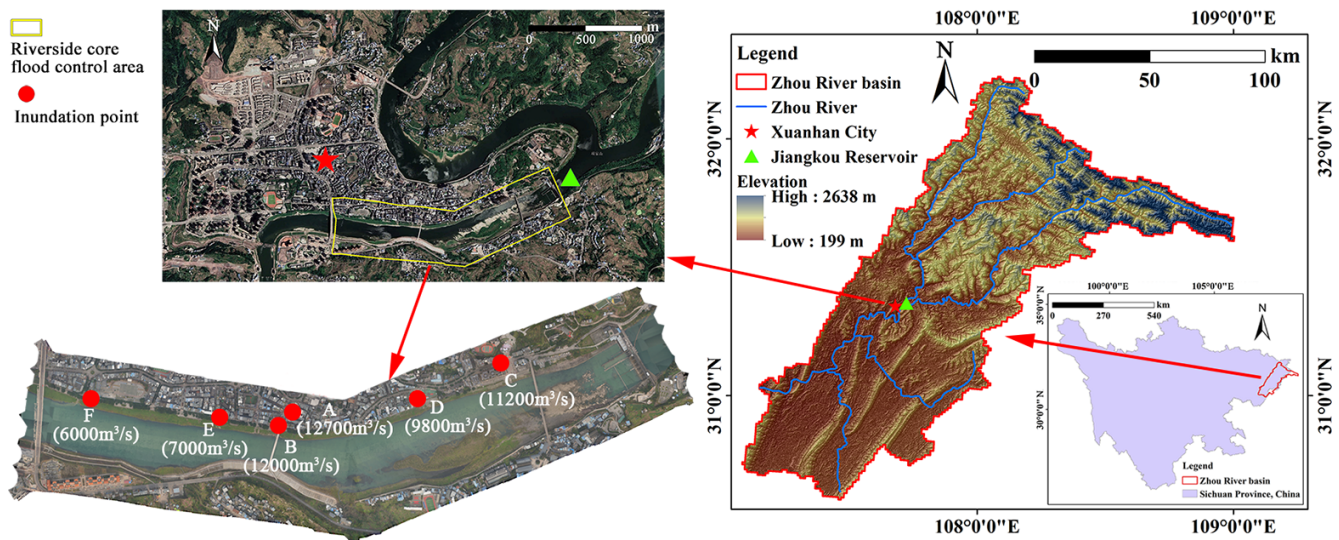 Riverside core
flood control area
Inundation point
N
m
0 500 1000
F
(6000m³/s)
E
(7000m³/s)
B
(12000m³/s)
A
(12700m³/s)
D
(9800m³/s)
C
(11200m³/s)
108°0'0"E 109°0'0"E
Legend
Zhou River basin
Zhou River
Xuanhan City
Jiangkou Reservoir
Elevation
High : 2638 m
Low : 199 m
N
km
0 50 100
32°0'0"N
31°0'0"N
32°0'0"N
31°0'0"N
108°0'0"E 109°0'0"E
100°0'0"E 105°0'0"E
km
0 270 540
N
35°0'0"N
30°0'0"N
Legend
Zhou River basin
Sichuan Province, China